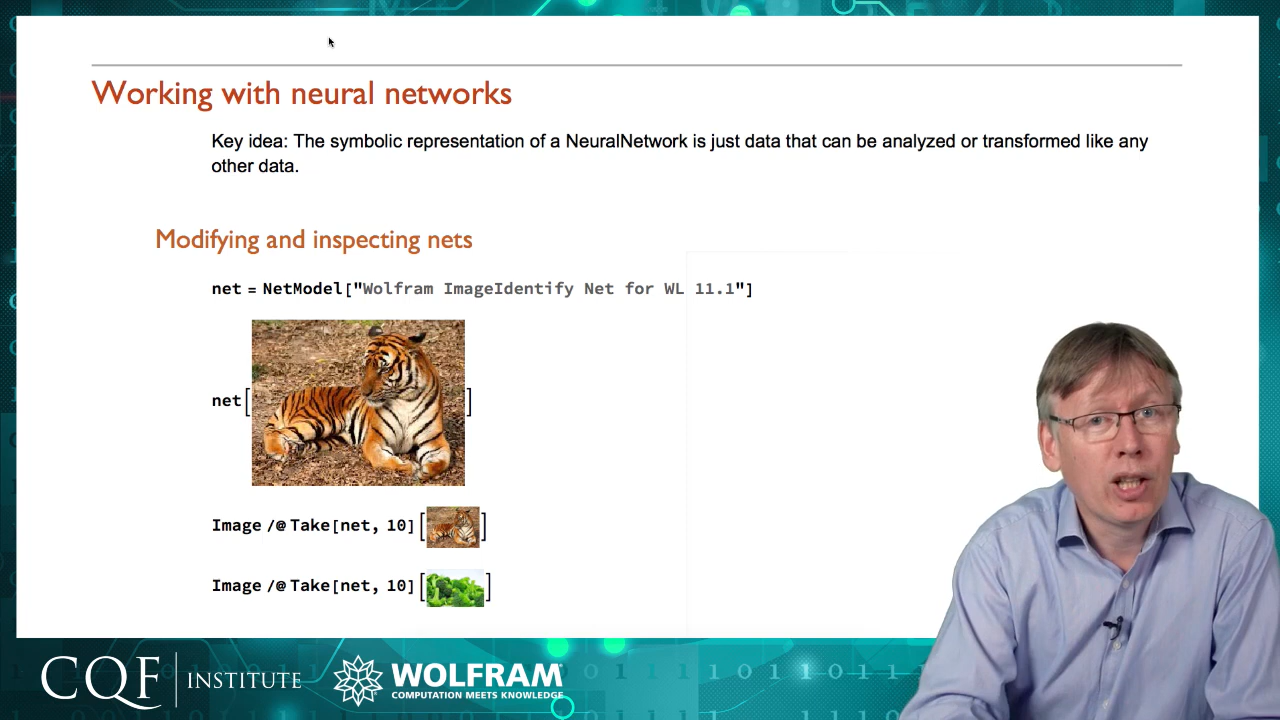 Working with neural networks
Key idea: The symbolic representation of a NeuralNetwork is just data that can be analyzed or transformed like any
other data.
Modifying and inspecting nets
net = NetModel["Wolfram ImageIdentify Net for WL 11.1"]
net[ ]
Image /@ Take[net, 10][ ]
Image /@ Take[net, 10][ ]
CQF INSTITUTE
WOLFRAM
COMPUTATION MEETS KNOWLEDGE